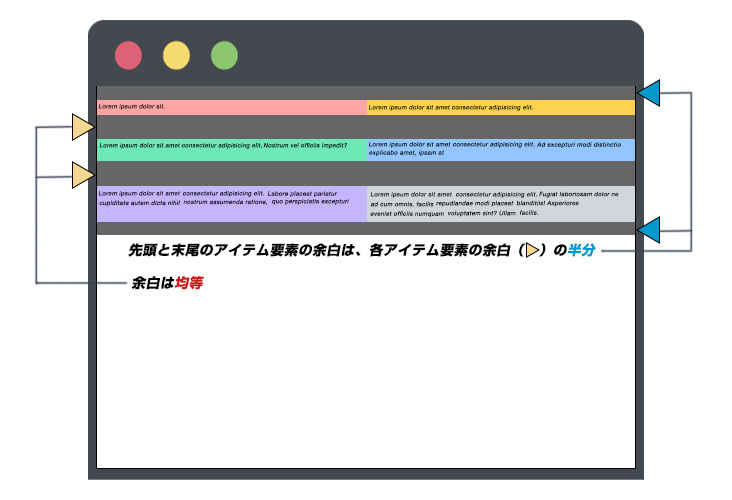 Lorem ipsum dolor sit.
Lorem ipsum dolor sit amet consectetur adipisicing elit.
Lorem ipsum dolor sit amet consectetur adipisicing elit. Nostrum vel officiis impedit?
Lorem ipsum dolor sit amet consectetur adipisicing elit. Ad excepturi modi distinctio
explicabo amet, ipsam at
Lorem ipsum dolor sit amet consectetur adipisicing elit. Labore placeat pariatur
cupiditate autem dicta nihil nostrum assumenda ratione, quo perspiciatis excepturi
Lorem ipsum dolor sit amet consectetur adipisicing elit. Fugiat laboriosam dolor ne
ad cum omnis, facilis repudiandae modi placeat blanditiis! Asperiores
eveniet officiis numquam voluptatem sint? Ullam facilis.
先頭と末尾のアイテム要素の余白は、各アイテム要素の余白（▷）の半分
余白は均等